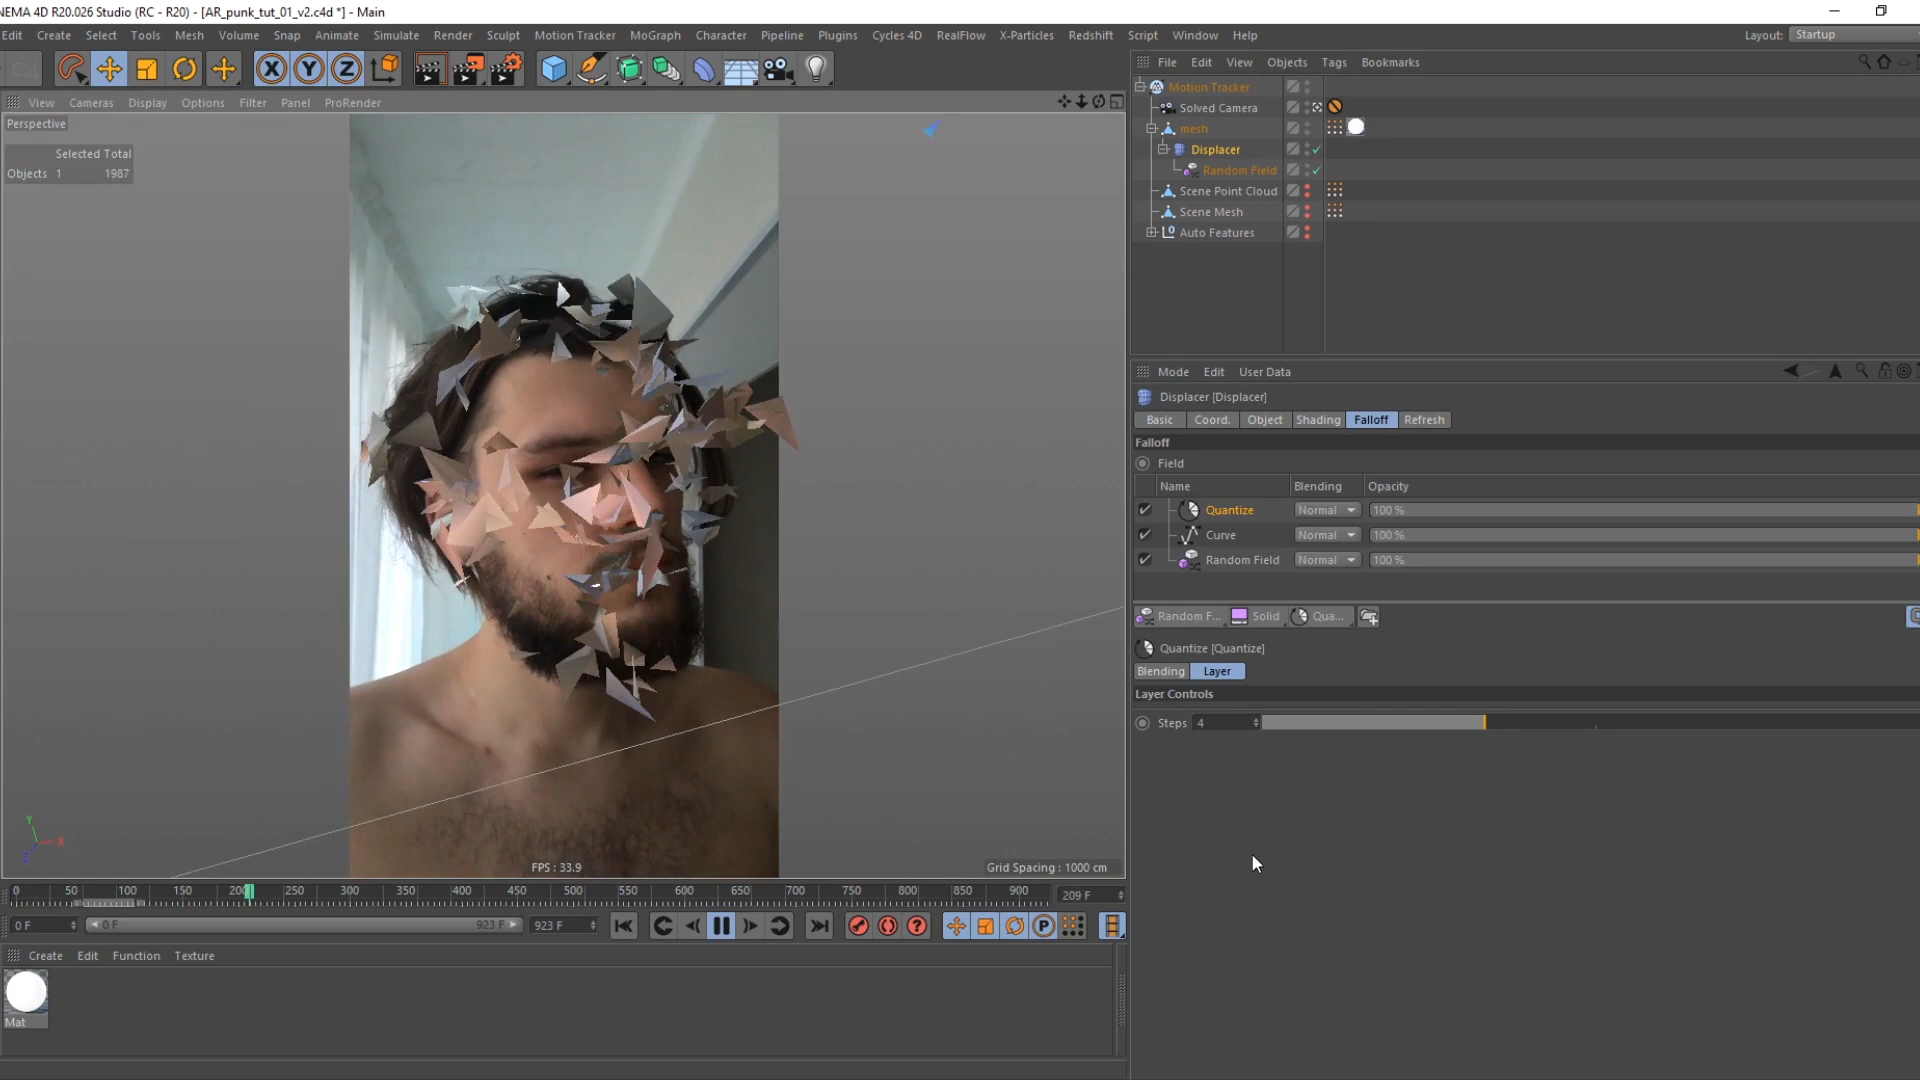 NEMA 4D R20.026 Studio (RC - R20) - [AR_punk_tut_01_v2.c4d *] - Main
Edit Create Select Tools Mesh Volume Snap Animate Simulate Render Sculpt Motion Tracker MoGraph Character Pipeline Plugins Cycles 4D RealFlow X-Particles Redshift Script Window Help Layout: Startup
X Y Z
File Edit View Objects Tags Bookmarks
View Cameras Display Options Filter Panel ProRender
Perspective
Selected Total
Objects 1 1987
Motion Tracker
Solved Camera
mesh
Displacer
Random Field
Scene Point Cloud
Scene Mesh
Auto Features
Mode Edit User Data
Displacer [Displacer]
Basic Coord. Object Shading Falloff Refresh
Falloff
Field
Name Blending Opacity
Quantize Normal 100 %
Curve Normal 100 %
Random Field Normal 100 %
Random F... Solid Qua...
Quantize [Quantize]
Blending Layer
Layer Controls
Steps 4
Y
X
Z
FPS : 33.9
Grid Spacing : 1000 cm
0 50 100 150 200 250 300 350 400 450 500 550 600 650 700 750 800 850 900 209 F
0 F 0 F 923 F 923 F ? P
Create Edit Function Texture
Mat